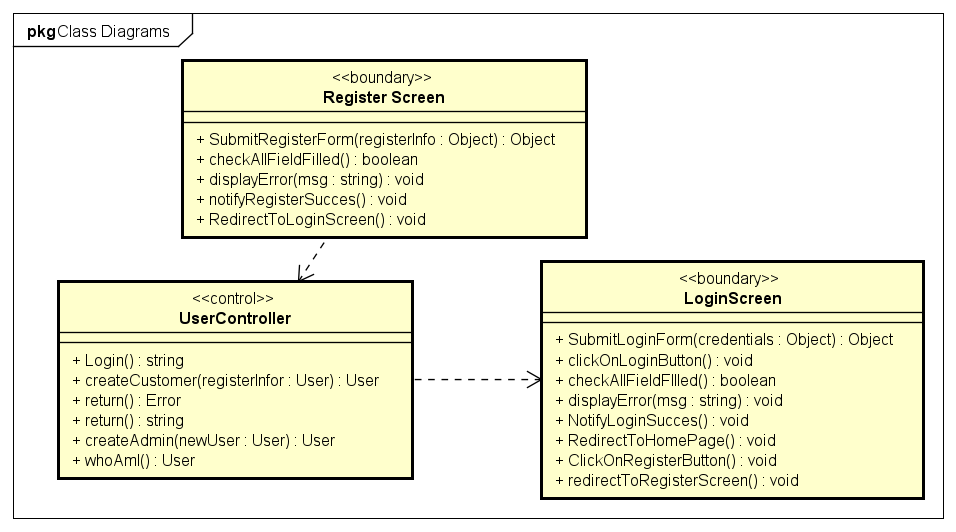 pkg Class Diagrams
<<boundary>>
Register Screen
+ SubmitRegisterForm(registerInfo : Object) : Object
+ checkAllFieldFilled() : boolean
+ displayError(msg : string) : void
+ notifyRegisterSucces() : void
+ RedirectToLoginScreen() : void
<<control>>
UserController
+ Login() : string
+ createCustomer(registerInfor : User) : User
+ return() : Error
+ return() : string
+ createAdmin(newUser : User) : User
+ whoAmI() : User
<<boundary>>
LoginScreen
+ SubmitLoginForm(credentials : Object) : Object
+ clickOnLoginButton() : void
+ checkAllFieldFIlled() : boolean
+ displayError(msg : string) : void
+ NotifyLoginSucces() : void
+ RedirectToHomePage() : void
+ ClickOnRegisterButton() : void
+ redirectToRegisterScreen() : void